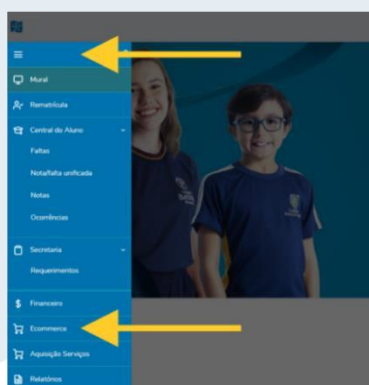 Mural
Rematrícula
Central do Aluno
Faltas
Nota/falta unificada
Notas
Ocorrências
Secretaria
Requerimentos
Financeiro
Ecommerce
Aquisição Serviços
Relatórios